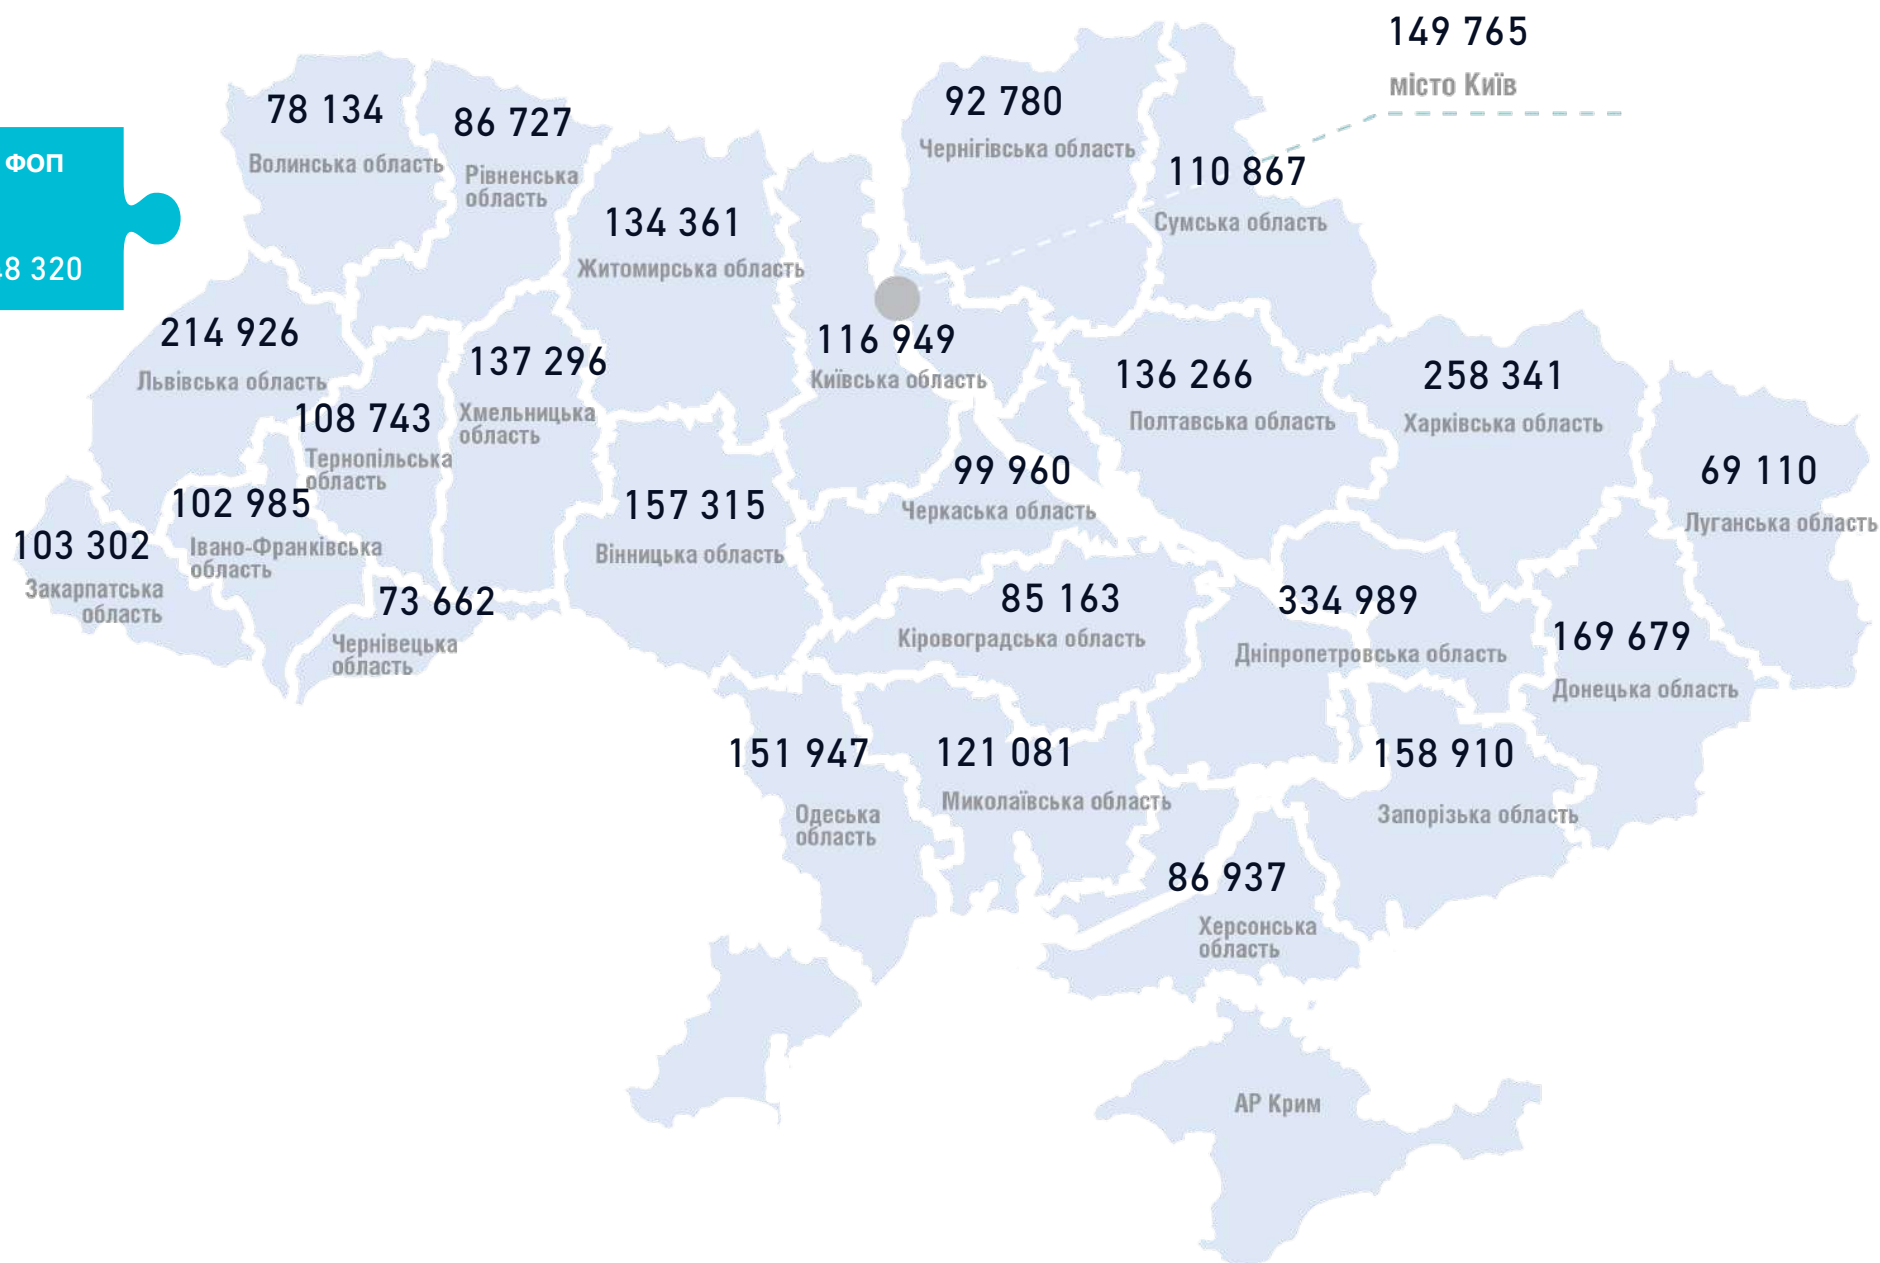 149 765
місто Київ
ФОП
8 320
78 134
Волинська область
86 727
Рівненська
область
92 780
Чернігівська область
110 867
Сумська область
134 361
Житомирська область
214 926
Львівська область
137 296
Хмельницька
область
116 949
Київська область
136 266
Полтавська область
258 341
Харківська область
108 743
Тернопільська
область
69 110
Луганська область
99 960
Черкаська область
157 315
Вінницька область
102 985
Івано-Франківська
область
103 302
Закарпатська
область
73 662
Чернівецька
область
85 163
Кіровоградська область
334 989
Дніпропетровська область
169 679
Донецька область
151 947
Одеська
область
121 081
Миколаївська область
158 910
Запорізька область
86 937
Херсонська
область
АР Крим